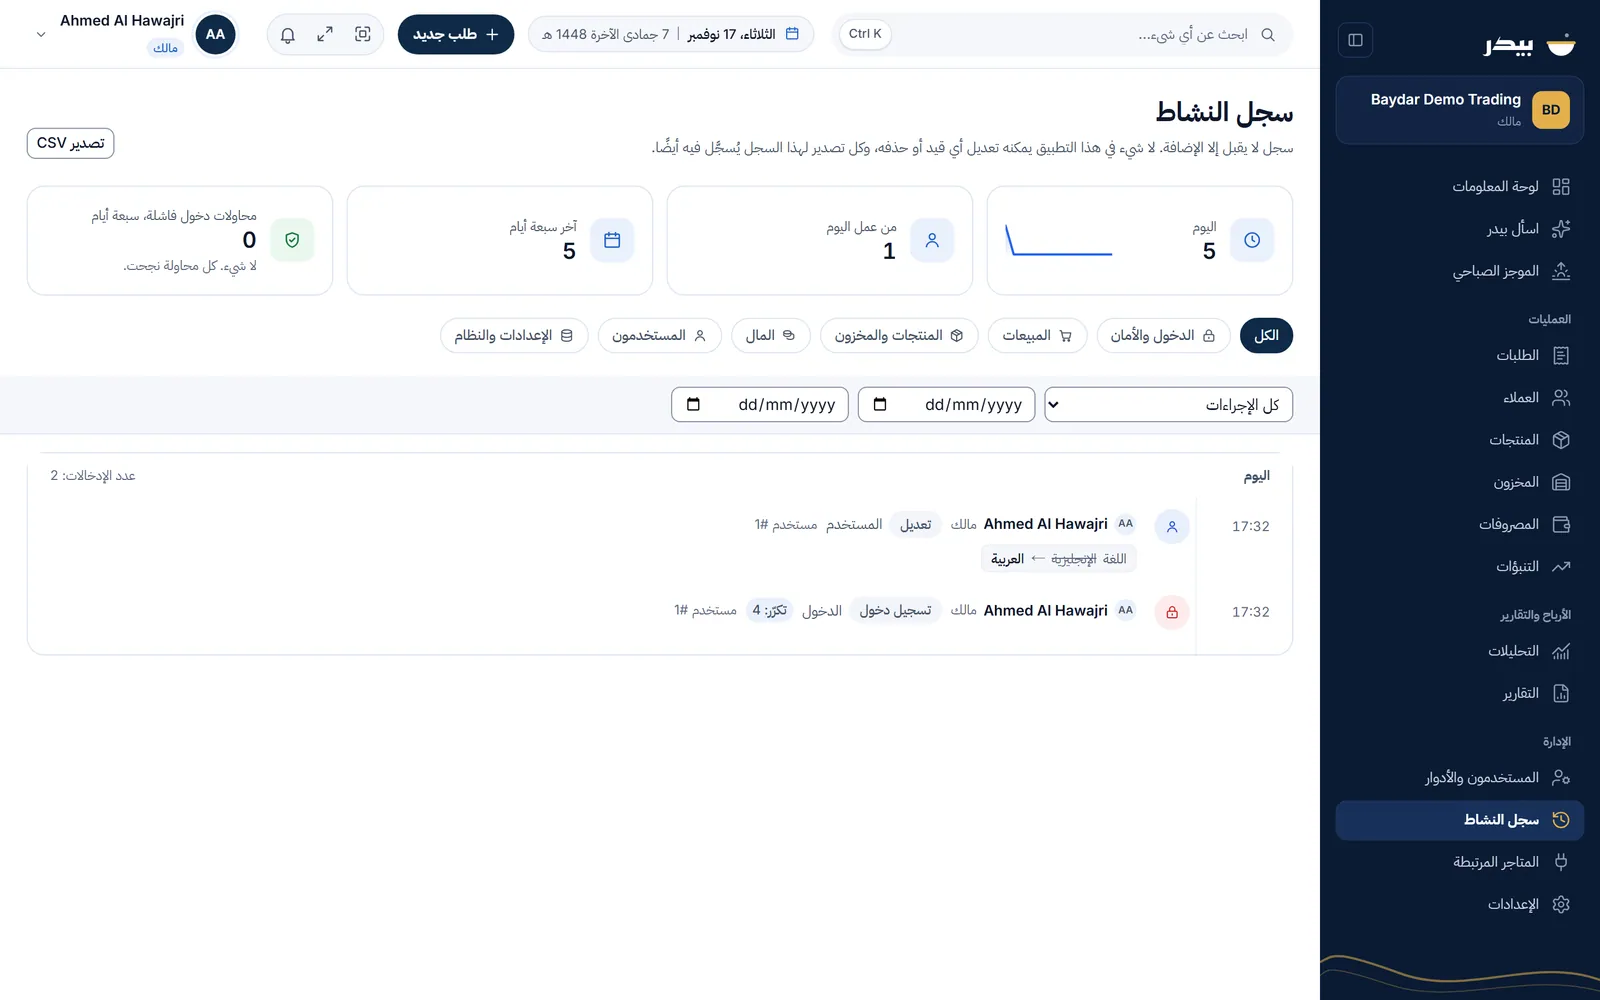 بيدر
BD
Baydar Demo Trading
مالك
لوحة المعلومات
اسأل بيدر
الموجز الصباحي
العمليات
الطلبات
العملاء
المنتجات
المخزون
المصروفات
التنبؤات
الأرباح والتقارير
التحليلات
التقارير
الإدارة
المستخدمون والأدوار
سجل النشاط
المتاجر المرتبطة
الإعدادات
ابحث عن أي شيء...
Ctrl K
الثلاثاء، 17 نوفمبر | 7 جمادى الآخرة 1448 هـ
+ طلب جديد
AA
Ahmed Al Hawajri
مالك
سجل النشاط
سجل لا يقبل إلا الإضافة. لا شيء في هذا التطبيق يمكنه تعديل أي قيد أو حذفه، وكل تصدير لهذا السجل يُسجَّل فيه أيضًا.
تصدير CSV
اليوم
5
من عمل اليوم
1
آخر سبعة أيام
5
محاولات دخول فاشلة، سبعة أيام
0
لا شيء. كل محاولة نجحت.
الكل
الدخول والأمان
المبيعات
المنتجات والمخزون
المال
المستخدمون
الإعدادات والنظام
كل الإجراءات
dd/mm/yyyy
dd/mm/yyyy
اليوم
عدد الإدخالات: 2
17:32
AA Ahmed Al Hawajri مالك تعديل المستخدم مستخدم #1
اللغة الإنجليزية ← العربية
17:32
AA Ahmed Al Hawajri مالك تسجيل دخول الدخول تكرّر: 4 مستخدم #1